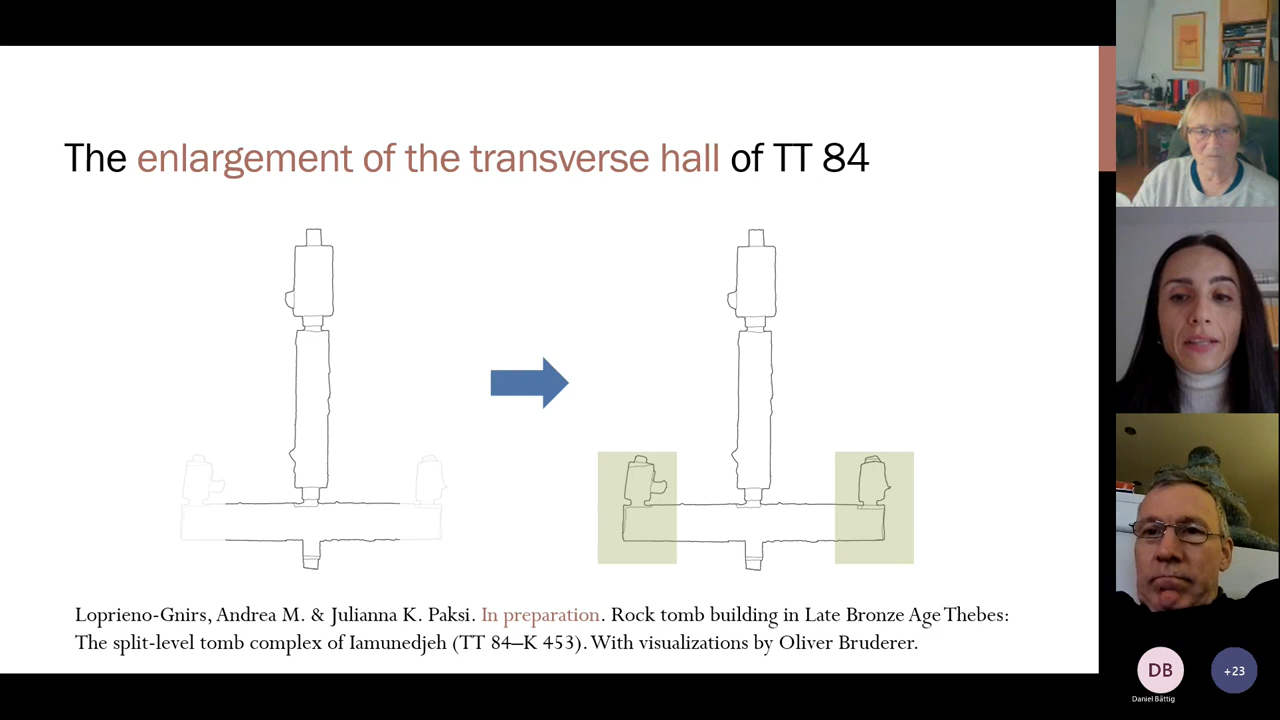 The enlargement of the transverse hall of TT 84
Loprieno-Gnirs, Andrea M. & Julianna K. Paksi. In preparation. Rock tomb building in Late Bronze Age Thebes:
The split-level tomb complex of Iamunedjeh (TT 84–K 453). With visualizations by Oliver Bruderer.
DB
+23
Daniel Bättig